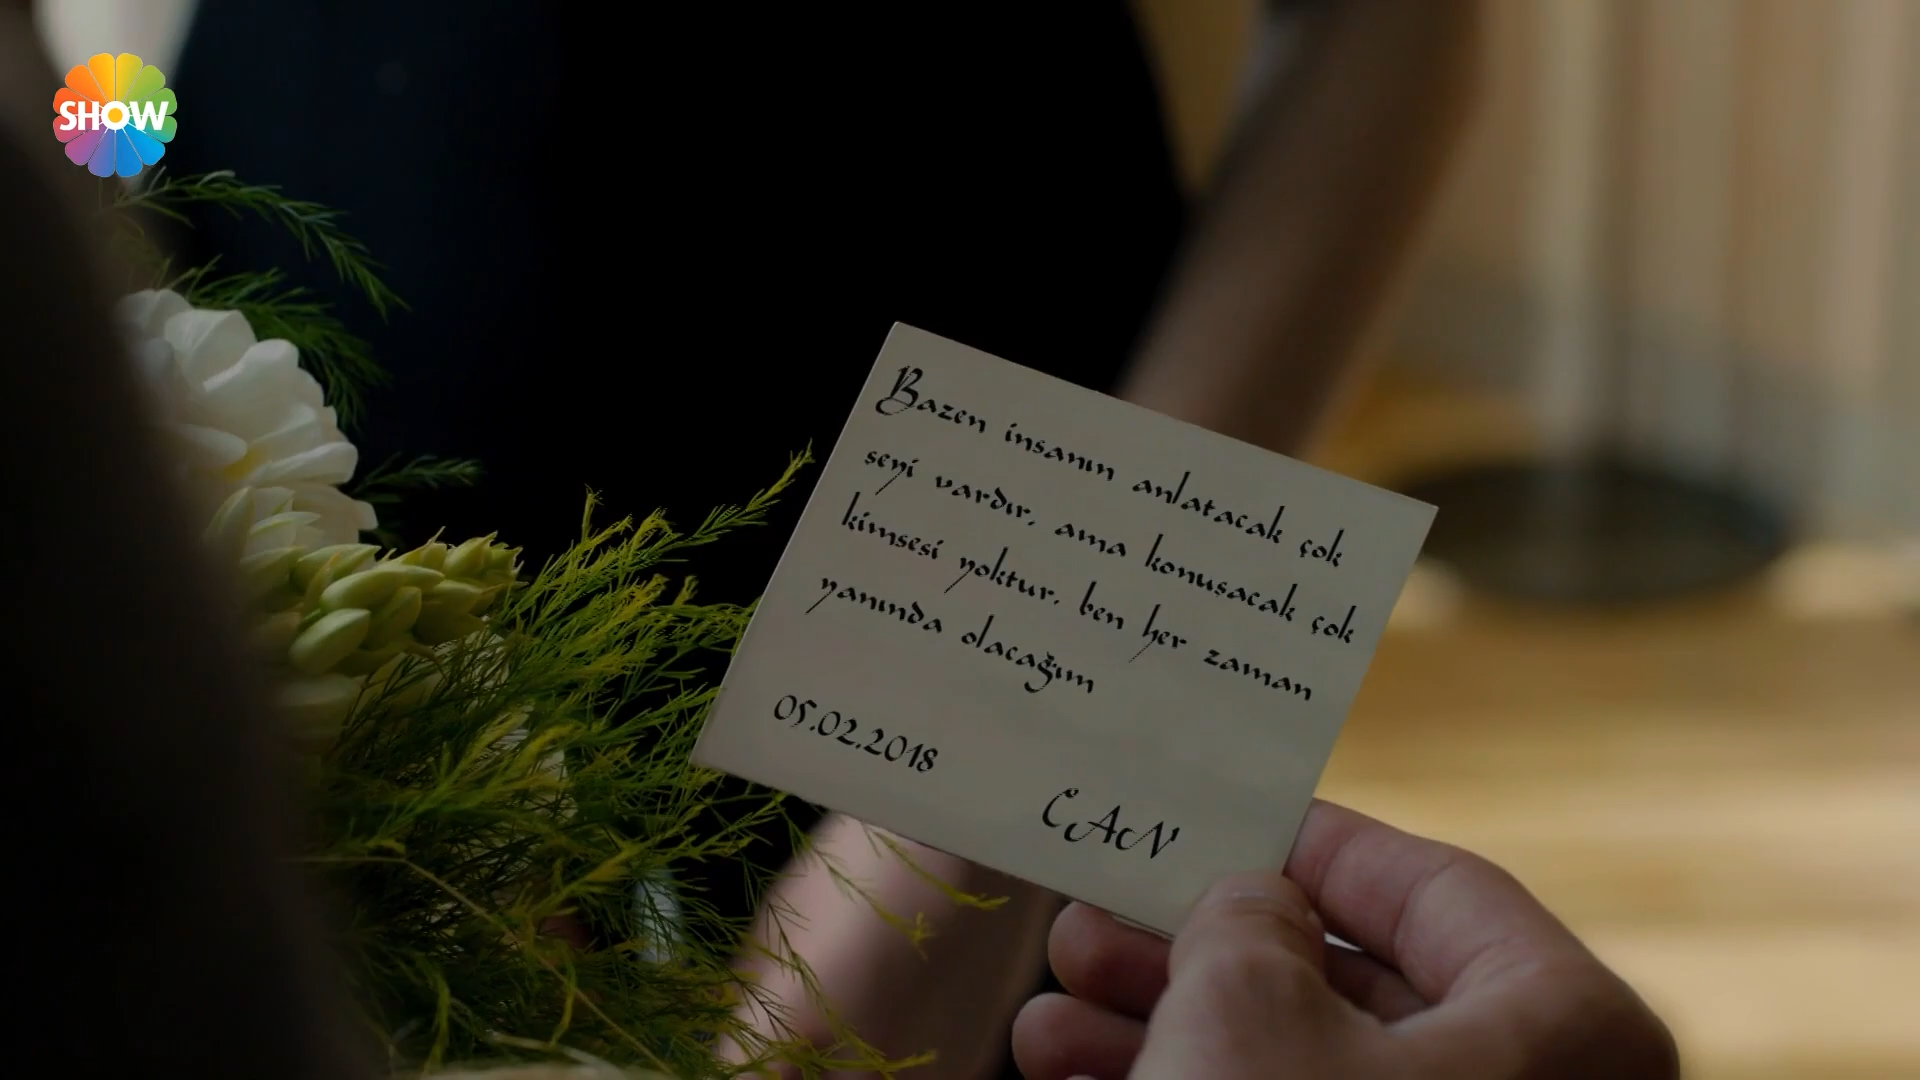 SHOW
Bazen insanın anlatacak çok
şeyi vardır, ama konuşacak çok
kimsesi yoktur, ben her zaman
yanında olacağım
05.02.2018
CAN